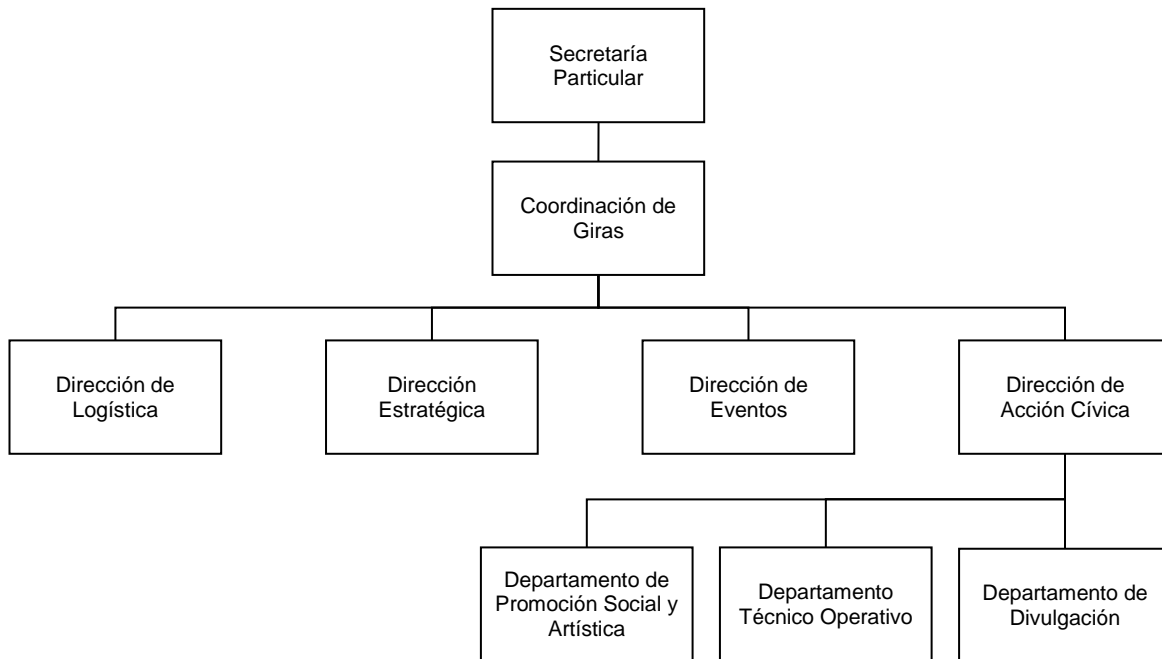 Secretaría
Particular
Coordinación de
Giras
Dirección de
Logística
Dirección
Estratégica
Dirección de
Eventos
Dirección de
Acción Cívica
Departamento de
Promoción Social y
Artística
Departamento
Técnico Operativo
Departamento de
Divulgación